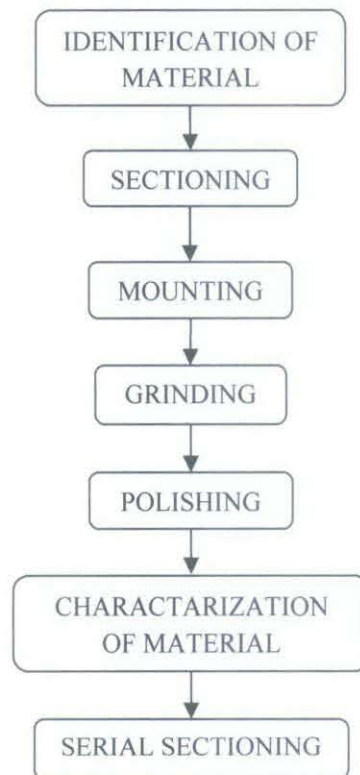 IDENTIFICATION OF
MATERIAL
SECTIONING
MOUNTING
GRINDING
POLISHING
CHARACTARIZATION
OF MATERIAL
SERIAL SECTIONING